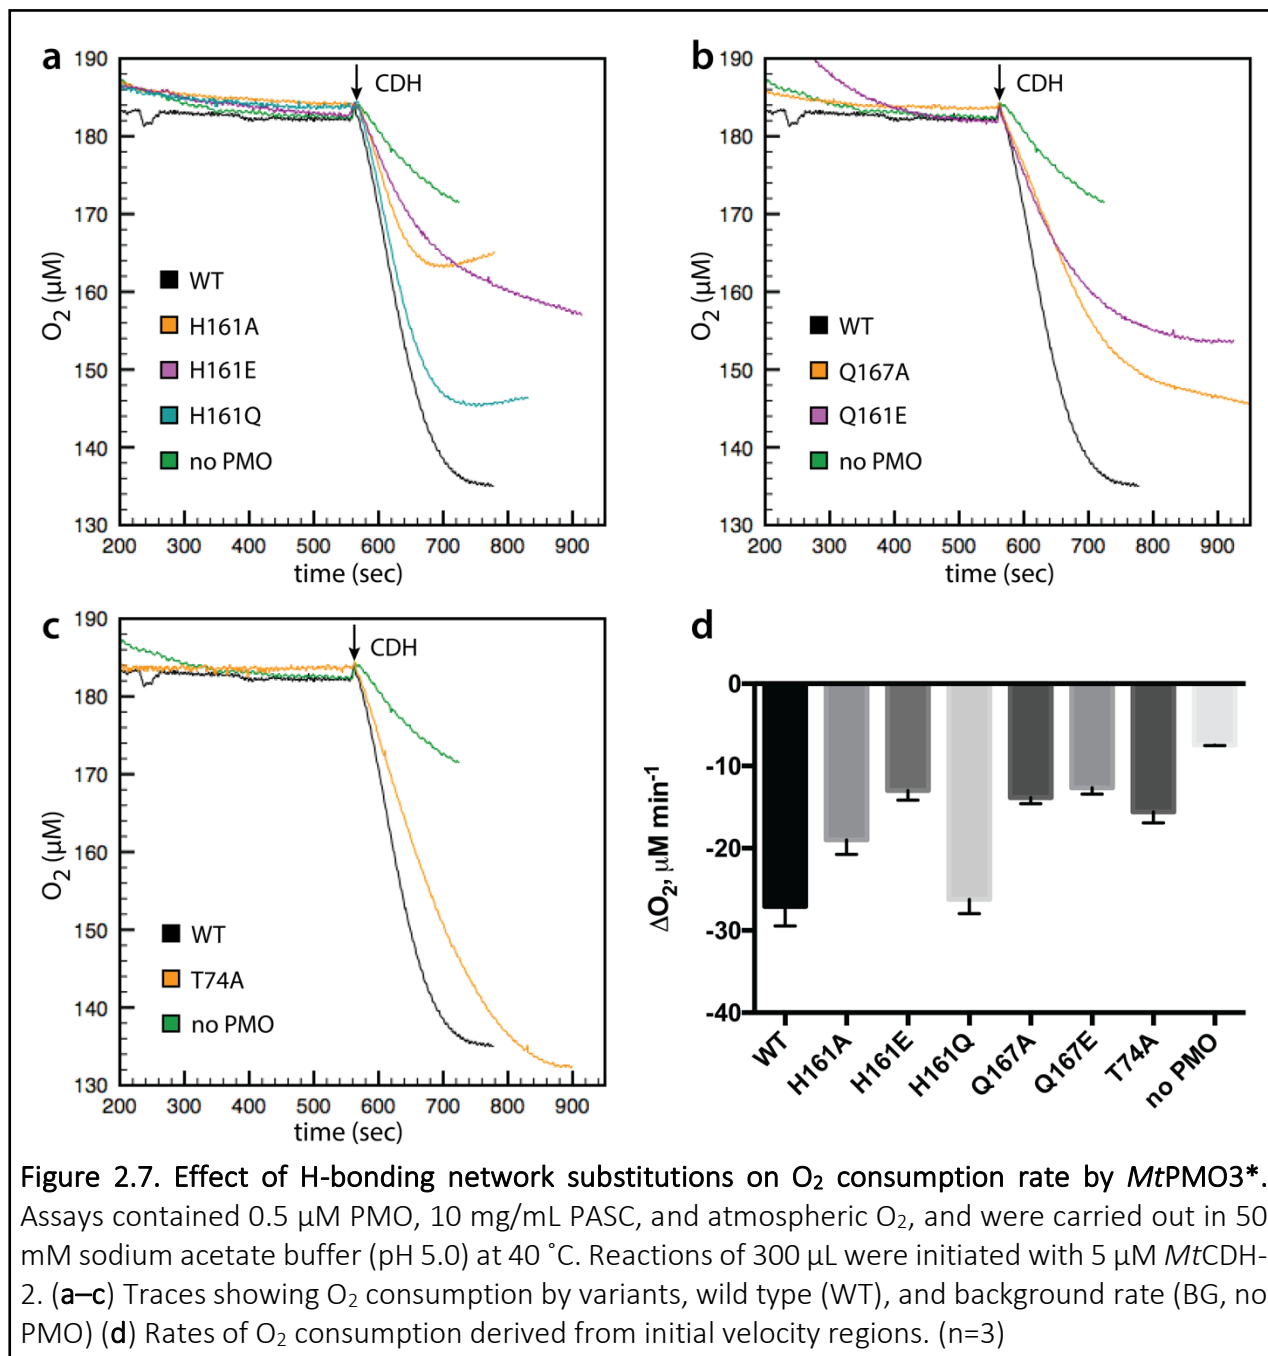 a
190
180
170
160
150
140
130
O₂ (µM)
CDH
WT
H161A
H161E
H161Q
no PMO
200 300 400 500 600 700 800 900
time (sec)
b
190
180
170
160
150
140
130
O₂ (µM)
CDH
WT
Q167A
Q161E
no PMO
200 300 400 500 600 700 800 900
time (sec)
c
190
180
170
160
150
140
130
O₂ (µM)
CDH
WT
T74A
no PMO
200 300 400 500 600 700 800 900
time (sec)
d
0
-10
-20
-30
-40
ΔO₂, µM min⁻¹
WT
H161A
H161E
H161Q
Q167A
Q167E
T74A
no PMO
Figure 2.7. Effect of H-bonding network substitutions on O₂ consumption rate by MtPMO3*.
Assays contained 0.5 µM PMO, 10 mg/mL PASC, and atmospheric O₂, and were carried out in 50
mM sodium acetate buffer (pH 5.0) at 40 ˚C. Reactions of 300 µL were initiated with 5 µM MtCDH-
2. (a–c) Traces showing O₂ consumption by variants, wild type (WT), and background rate (BG, no
PMO) (d) Rates of O₂ consumption derived from initial velocity regions. (n=3)